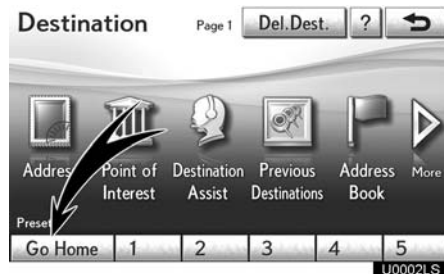 Destination Page 1 Del.Dest. ?
Address Point of Interest Destination Assist Previous Destinations Address Book More
Preset
Go Home 1 2 3 4 5
U0002LS